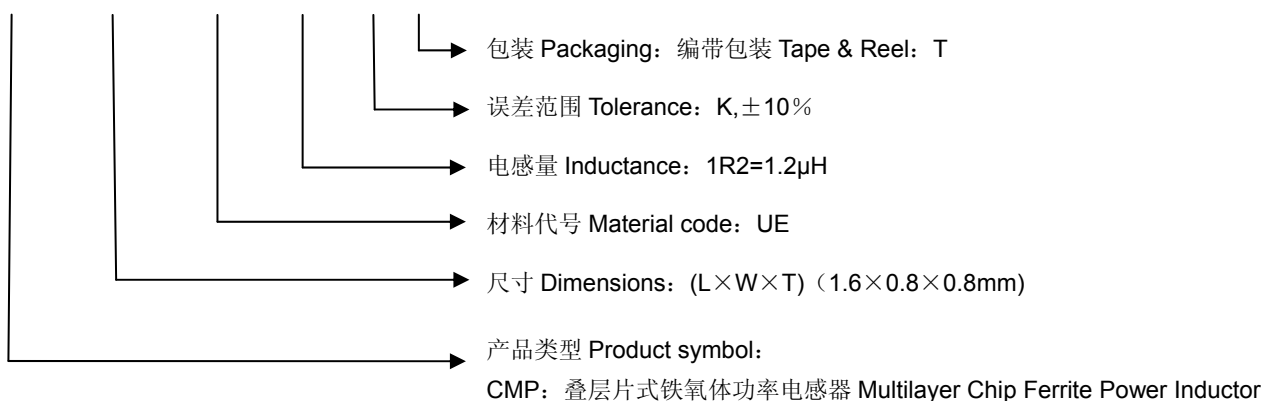 包装 Packaging：编带包装 Tape & Reel：T
误差范围 Tolerance：K,±10％
电感量 Inductance：1R2=1.2μH
材料代号 Material code：UE
尺寸 Dimensions：(L×W×T)（1.6×0.8×0.8mm)
产品类型 Product symbol：
CMP：叠层片式铁氧体功率电感器 Multilayer Chip Ferrite Power Inductor